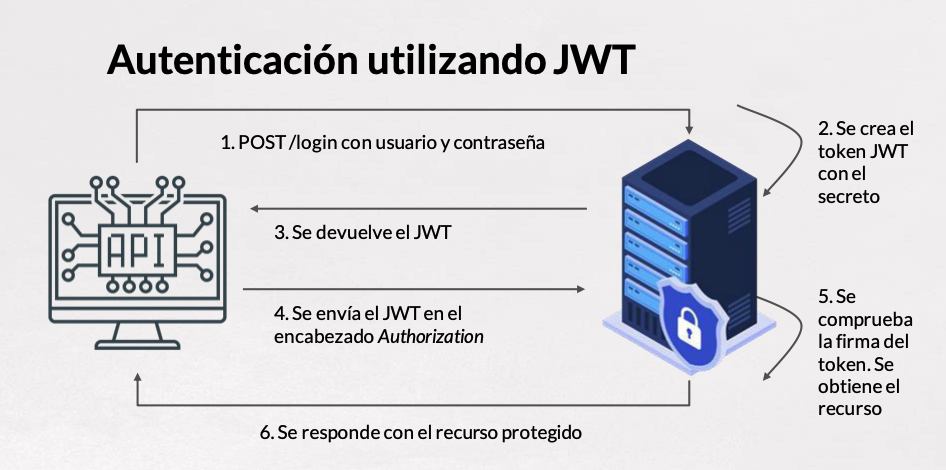 Autenticación utilizando JWT
1. POST /login con usuario y contraseña
2. Se crea el
token JWT
con el
secreto
API
3. Se devuelve el JWT
4. Se envía el JWT en el
encabezado Authorization
5. Se
comprueba
la firma del
token. Se
obtiene el
recurso
6. Se responde con el recurso protegido